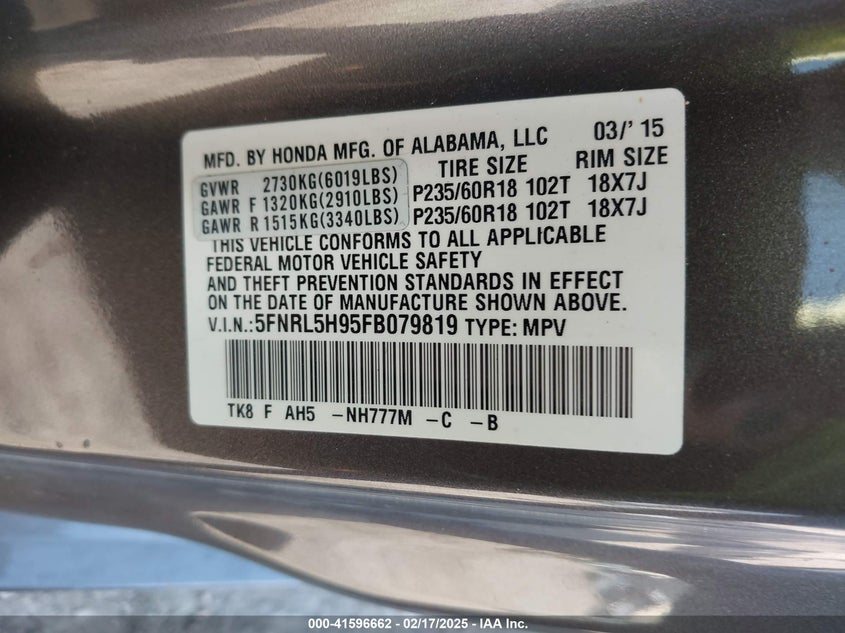 MFD. BY HONDA MFG. OF ALABAMA, LLC 03/' 15
TIRE SIZE RIM SIZE
GVWR 2730KG(6019LBS)
GAWR F 1320KG(2910LBS) P235/60R18 102T 18X7J
GAWR R 1515KG(3340LBS) P235/60R18 102T 18X7J
THIS VEHICLE CONFORMS TO ALL APPLICABLE
FEDERAL MOTOR VEHICLE SAFETY
AND THEFT PREVENTION STANDARDS IN EFFECT
ON THE DATE OF MANUFACTURE SHOWN ABOVE.
V.I.N.:5FNRL5H95FB079819 TYPE: MPV
TK8 F AH5 -NH777M -C -B
000-41596662 - 02/17/2025 - IAA Inc.